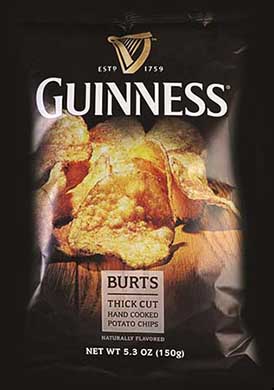 ESTD 1759
GUINNESS®
BURTS
THICK CUT
HAND COOKED
POTATO CHIPS
NATURALLY FLAVORED
NET WT 5.3 OZ (150g)